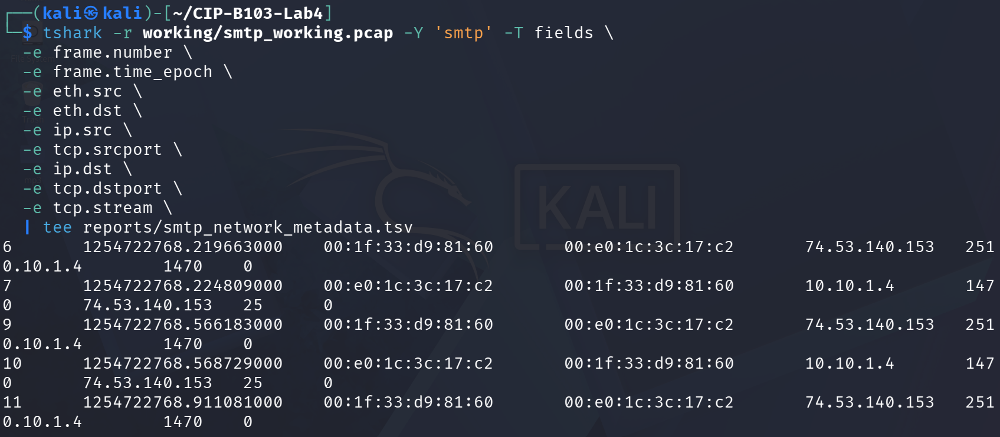 ┌──(kali㉿kali)-[~/CIP-B103-Lab4]
└─$ tshark -r working/smtp_working.pcap -Y 'smtp' -T fields \
  -e frame.number \
  -e frame.time_epoch \
  -e eth.src \
  -e eth.dst \
  -e ip.src \
  -e tcp.srcport \
  -e ip.dst \
  -e tcp.dstport \
  -e tcp.stream \
  | tee reports/smtp_network_metadata.tsv
6       1254722768.219663000    00:1f:33:d9:81:60       00:e0:1c:3c:17:c2       74.53.140.153   251
0.10.1.4        1470    0
7       1254722768.224809000    00:e0:1c:3c:17:c2       00:1f:33:d9:81:60       10.10.1.4       147
0       74.53.140.153   25      0
9       1254722768.566183000    00:1f:33:d9:81:60       00:e0:1c:3c:17:c2       74.53.140.153   251
0.10.1.4        1470    0
10      1254722768.568729000    00:e0:1c:3c:17:c2       00:1f:33:d9:81:60       10.10.1.4       147
0       74.53.140.153   25      0
11      1254722768.911081000    00:1f:33:d9:81:60       00:e0:1c:3c:17:c2       74.53.140.153   251
0.10.1.4        1470    0
File System
Trash
KALI